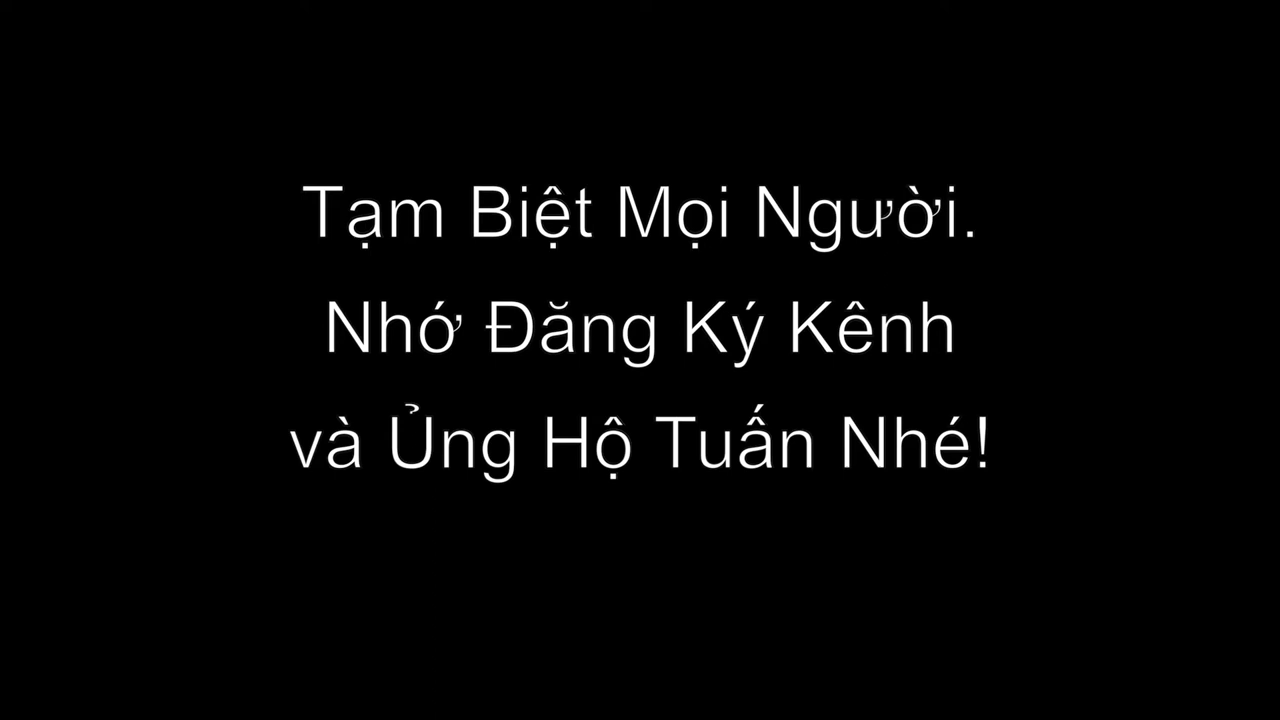 Tạm Biệt Mọi Người.
Nhớ Đăng Ký Kênh
và Ủng Hộ Tuấn Nhé!